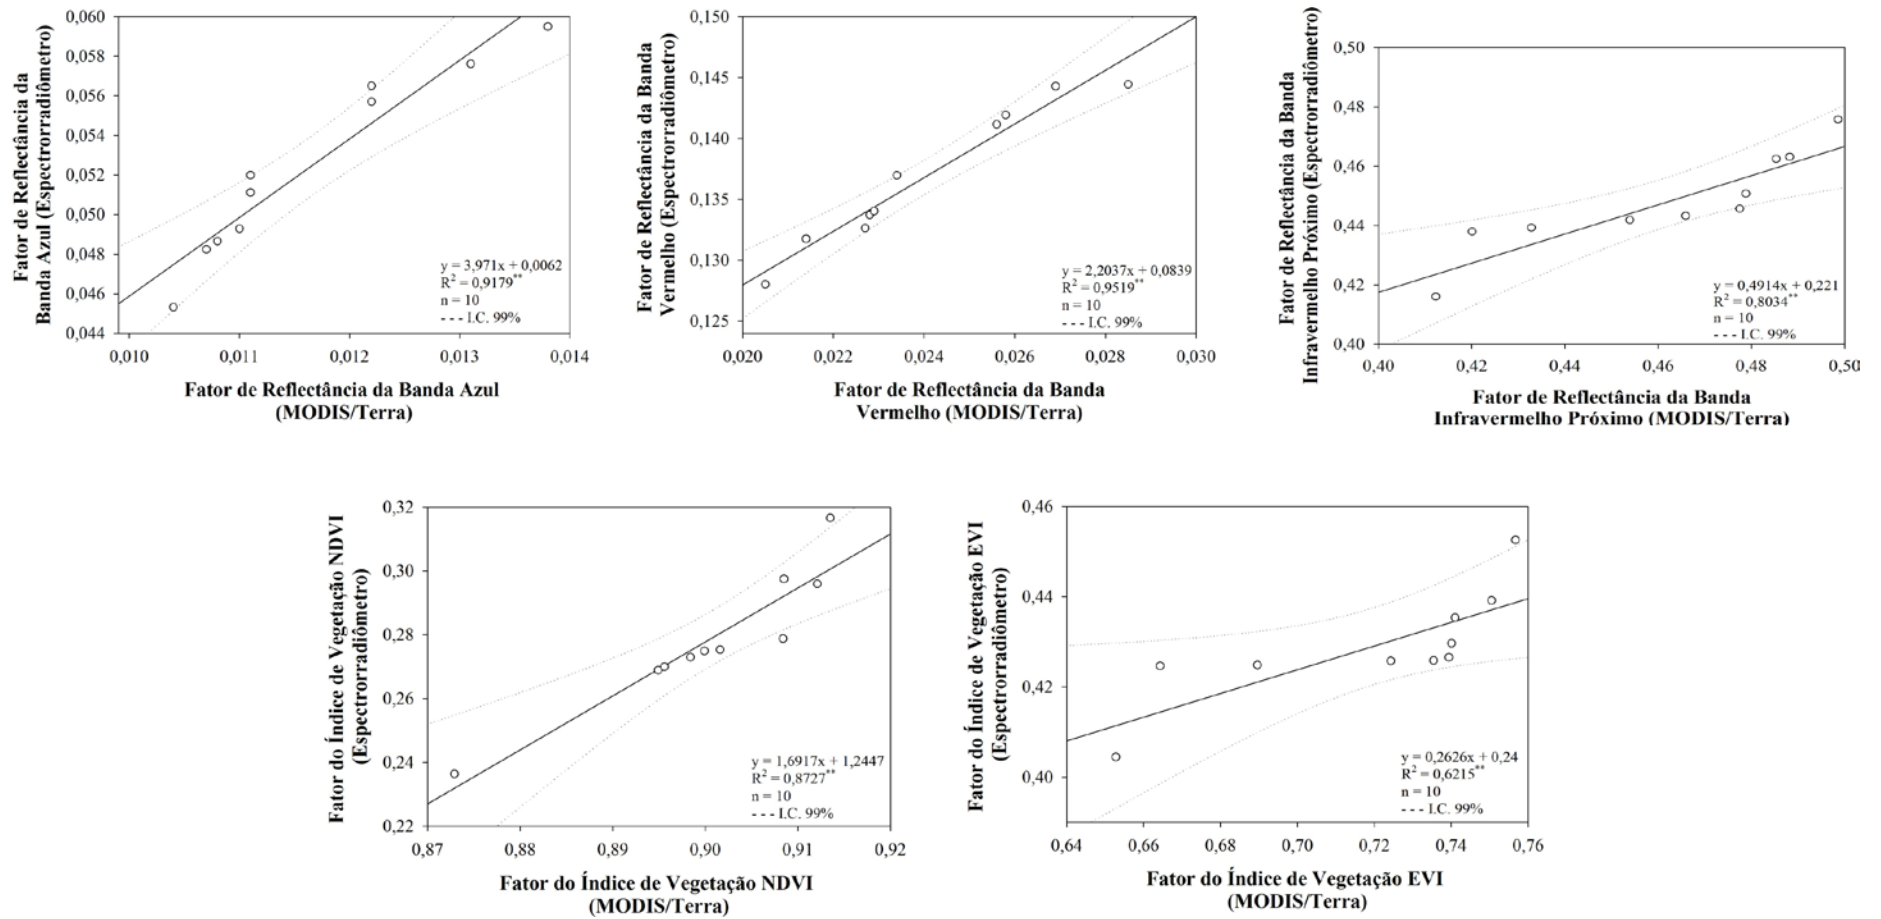 Fator de Reflectância da
Banda Azul (Espectrorradiômetro)
0,060
0,058
0,056
0,054
0,052
0,050
0,048
0,046
0,044
y = 3,971x + 0,0062
R² = 0,9179**
n = 10
--- I.C. 99%
0,010 0,011 0,012 0,013 0,014
Fator de Reflectância da Banda Azul
(MODIS/Terra)
Fator de Reflectância da Banda
Vermelho (Espectrorradiômetro)
0,150
0,145
0,140
0,135
0,130
0,125
y = 2,2037x + 0,0839
R² = 0,9519**
n = 10
--- I.C. 99%
0,020 0,022 0,024 0,026 0,028 0,030
Fator de Reflectância da Banda
Vermelho (MODIS/Terra)
Fator de Reflectância da Banda
Infravermelho Próximo (Espectrorradiômetro)
0,50
0,48
0,46
0,44
0,42
0,40
y = 0,4914x + 0,221
R² = 0,8034**
n = 10
--- I.C. 99%
0,40 0,42 0,44 0,46 0,48 0,50
Fator de Reflectância da Banda
Infravermelho Próximo (MODIS/Terra)
Fator do Índice de Vegetação NDVI
(Espectrorradiômetro)
0,32
0,30
0,28
0,26
0,24
0,22
y = 1,6917x + 1,2447
R² = 0,8727**
n = 10
--- I.C. 99%
0,87 0,88 0,89 0,90 0,91 0,92
Fator do Índice de Vegetação NDVI
(MODIS/Terra)
Fator do Índice de Vegetação EVI
(Espectrorradiômetro)
0,46
0,44
0,42
0,40
y = 0,2626x + 0,24
R² = 0,6215**
n = 10
--- I.C. 99%
0,64 0,66 0,68 0,70 0,72 0,74 0,76
Fator do Índice de Vegetação EVI
(MODIS/Terra)